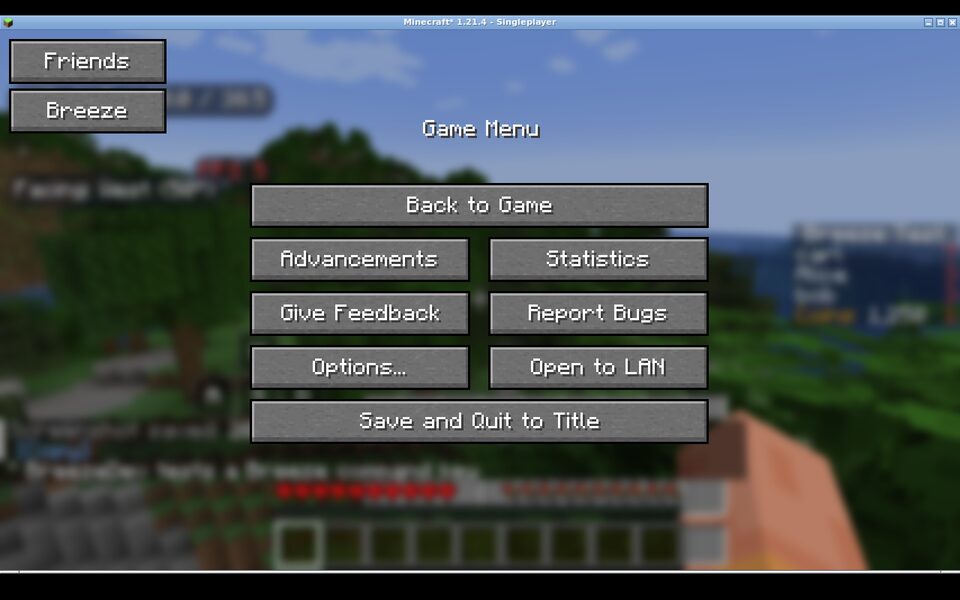 Minecraft* 1.21.4 - Singleplayer
Friends
Breeze
Game Menu
Back to Game
Advancements
Statistics
Give Feedback
Report Bugs
Options...
Open to LAN
Save and Quit to Title